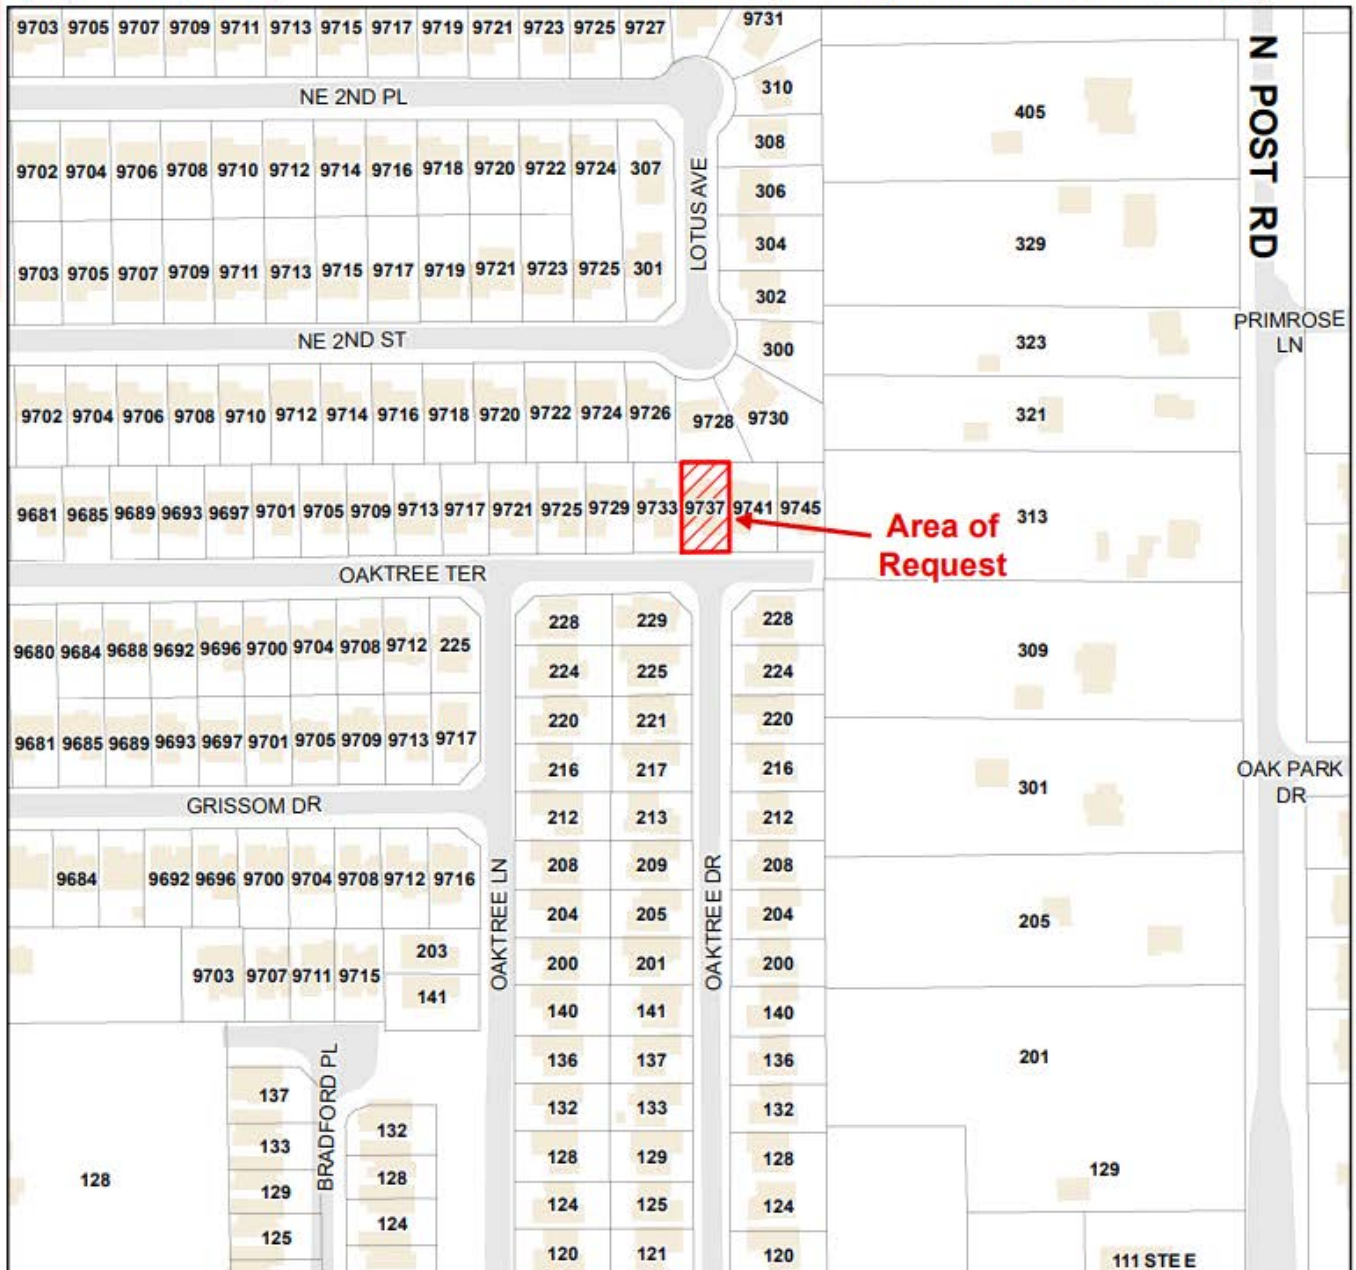 9703 9705 9707 9709 9711 9713 9715 9717 9719 9721 9723 9725 9727 9731
310
NE 2ND PL
405
N POST RD
308
9702 9704 9706 9708 9710 9712 9714 9716 9718 9720 9722 9724 307
306
LOTUS AVE
304
329
9703 9705 9707 9709 9711 9713 9715 9717 9719 9721 9723 9725 301
302
PRIMROSE
LN
NE 2ND ST
300
323
9702 9704 9706 9708 9710 9712 9714 9716 9718 9720 9722 9724 9726 9728 9730
321
9681 9685 9689 9693 9697 9701 9705 9709 9713 9717 9721 9725 9729 9733 9737 9741 9745
Area of
Request
313
OAKTREE TER
228 229 228
9680 9684 9688 9692 9696 9700 9704 9708 9712 225
309
224 225 224
220 221 220
9681 9685 9689 9693 9697 9701 9705 9709 9713 9717
216 217 216
OAK PARK
DR
301
GRISSOM DR
212 213 212
208 209 208
9684 9692 9696 9700 9704 9708 9712 9716
OAKTREE LN
OAKTREE DR
204 205 204
205
203
200 201 200
9703 9707 9711 9715
141
140 141 140
201
136 137 136
BRADFORD PL
137
132 133 132
132
133
128 129 128
129
128
128
129
124 125 124
124
125
120 121 120
111 STE E